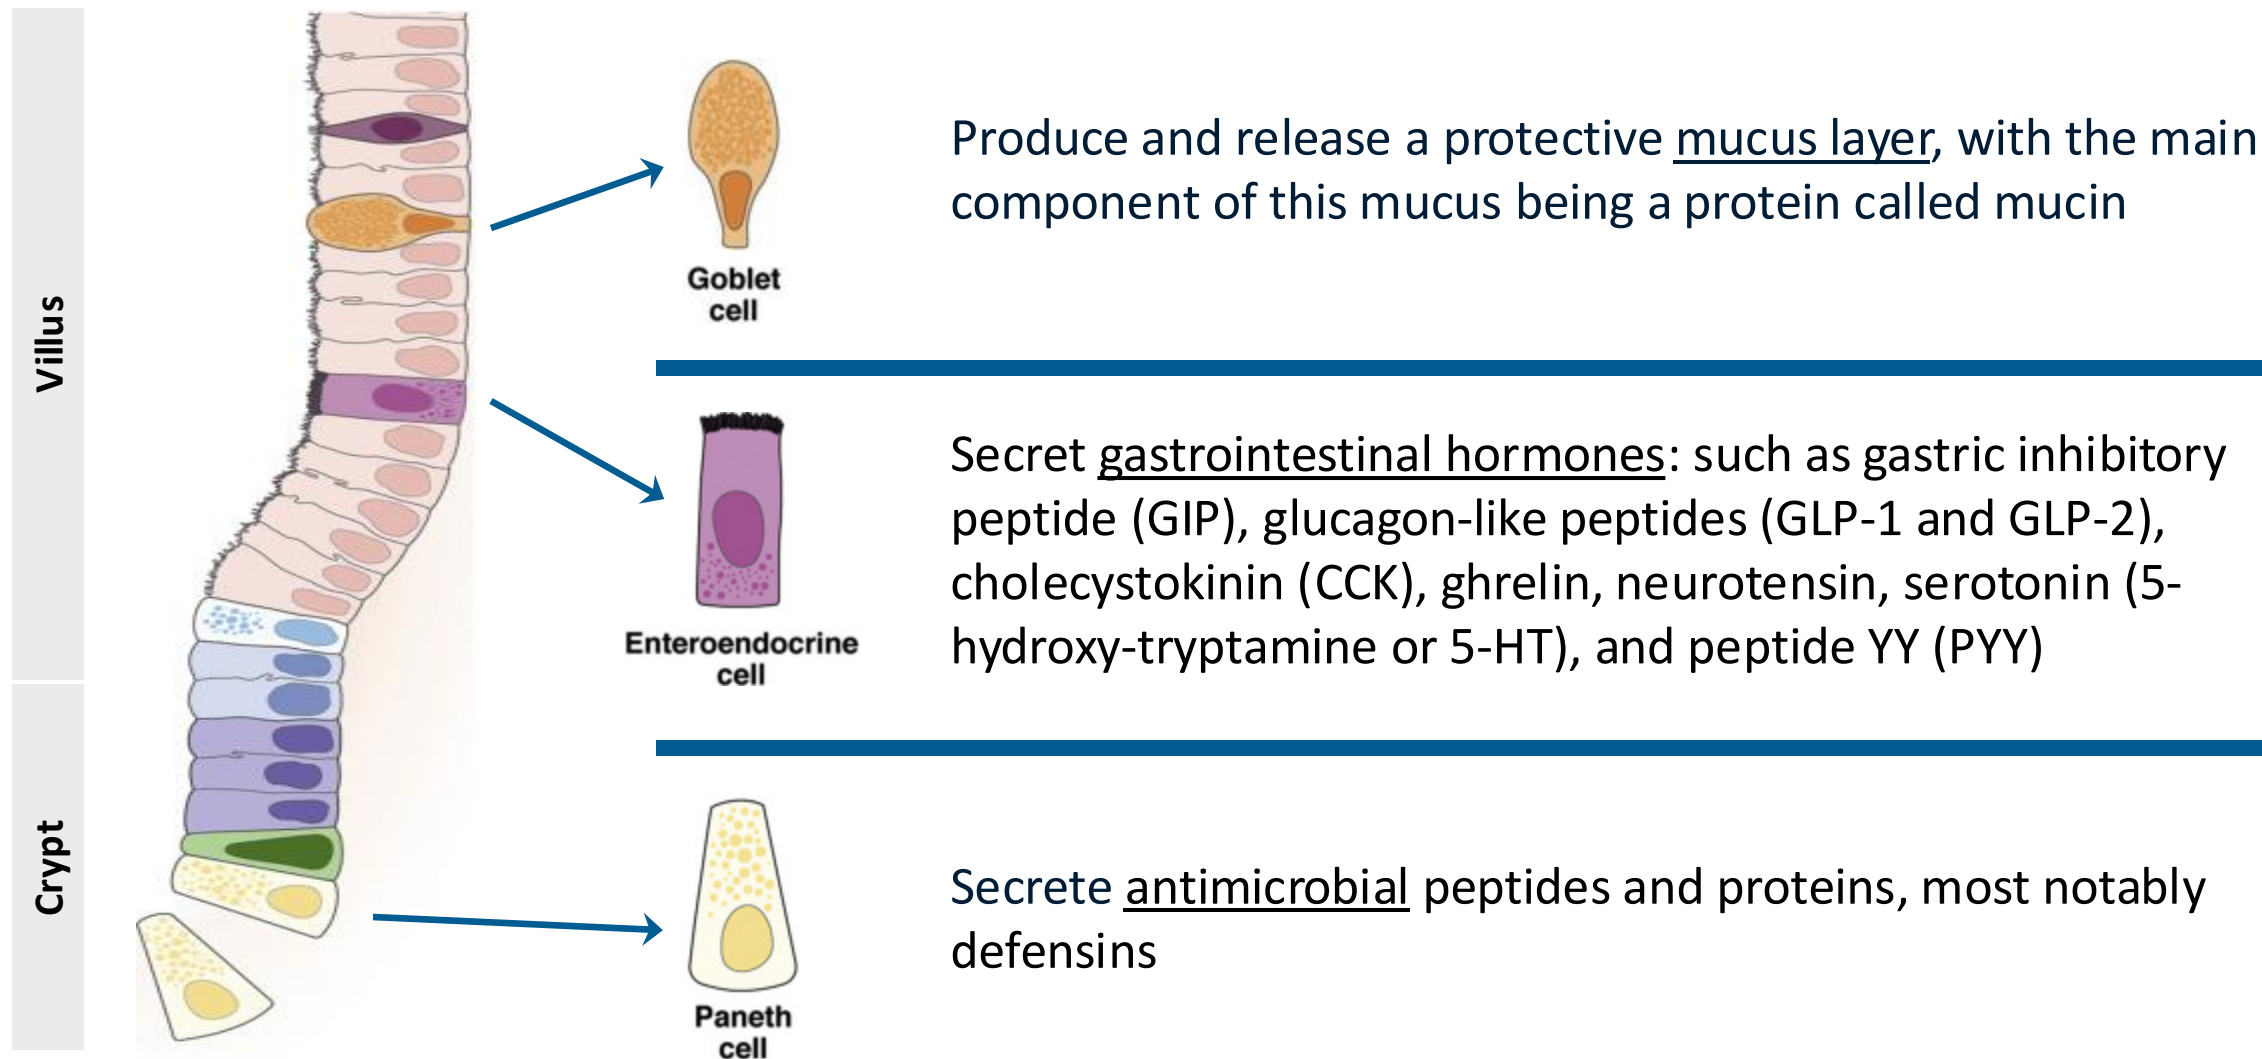 Villus
Crypt
Goblet
cell
Produce and release a protective mucus layer, with the main
component of this mucus being a protein called mucin
Enteroendocrine
cell
Secret gastrointestinal hormones: such as gastric inhibitory
peptide (GIP), glucagon-like peptides (GLP-1 and GLP-2),
cholecystokinin (CCK), ghrelin, neurotensin, serotonin (5-
hydroxy-tryptamine or 5-HT), and peptide YY (PYY)
Paneth
cell
Secrete antimicrobial peptides and proteins, most notably
defensins